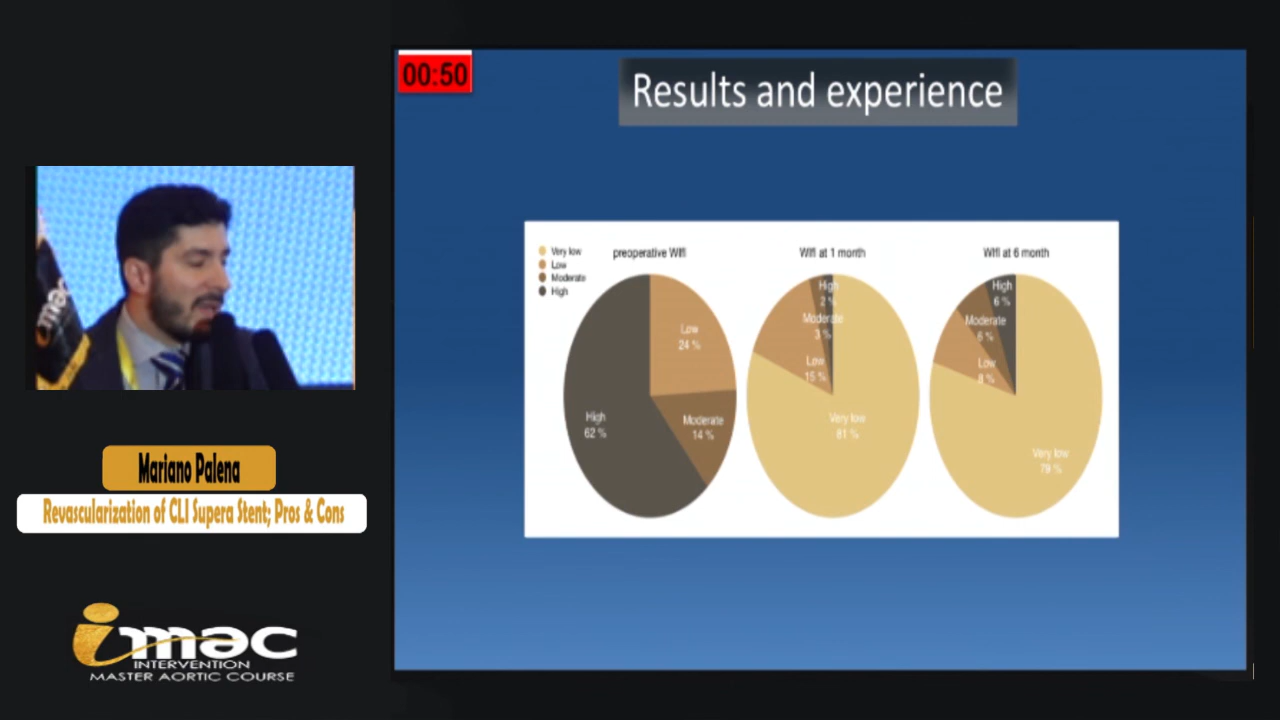 00:50
Results and experience
Very low
Low
Moderate
High
preoperative WIfI
WIfI at 1 month
WIfI at 6 month
Low
24 %
High
62 %
Moderate
14 %
High
2 %
Moderate
3 %
Low
15 %
Very low
81 %
High
6 %
Moderate
6 %
Low
8 %
Very low
79 %
Mariano Palena
Revascularization of CLI Supera Stent; Pros & Cons
imac
INTERVENTION
MASTER AORTIC COURSE